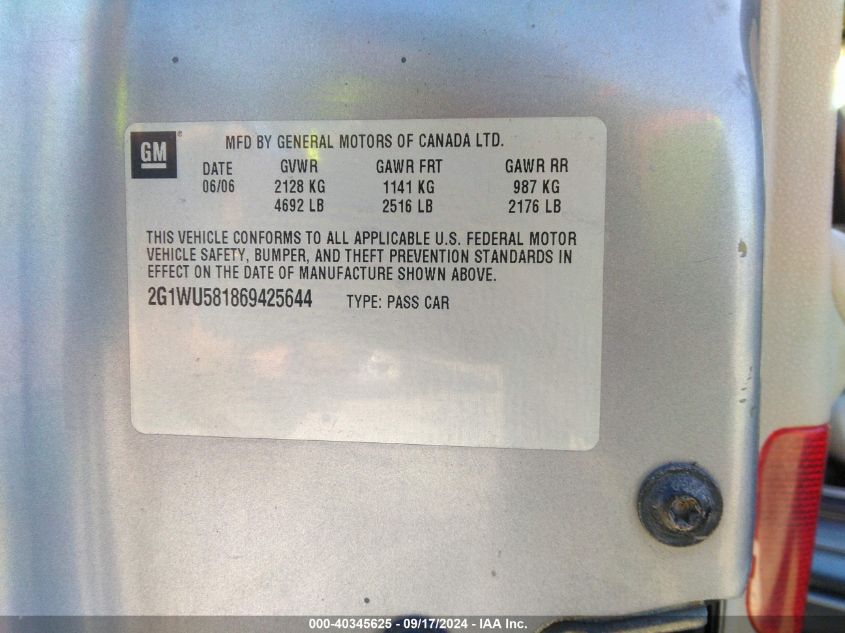 GM®
MFD BY GENERAL MOTORS OF CANADA LTD.
DATE GVWR GAWR FRT GAWR RR
06/06 2128 KG 1141 KG 987 KG
4692 LB 2516 LB 2176 LB
THIS VEHICLE CONFORMS TO ALL APPLICABLE U.S. FEDERAL MOTOR
VEHICLE SAFETY, BUMPER, AND THEFT PREVENTION STANDARDS IN
EFFECT ON THE DATE OF MANUFACTURE SHOWN ABOVE.
2G1WU581869425644 TYPE: PASS CAR
000-40345625 - 09/17/2024 - IAA Inc.